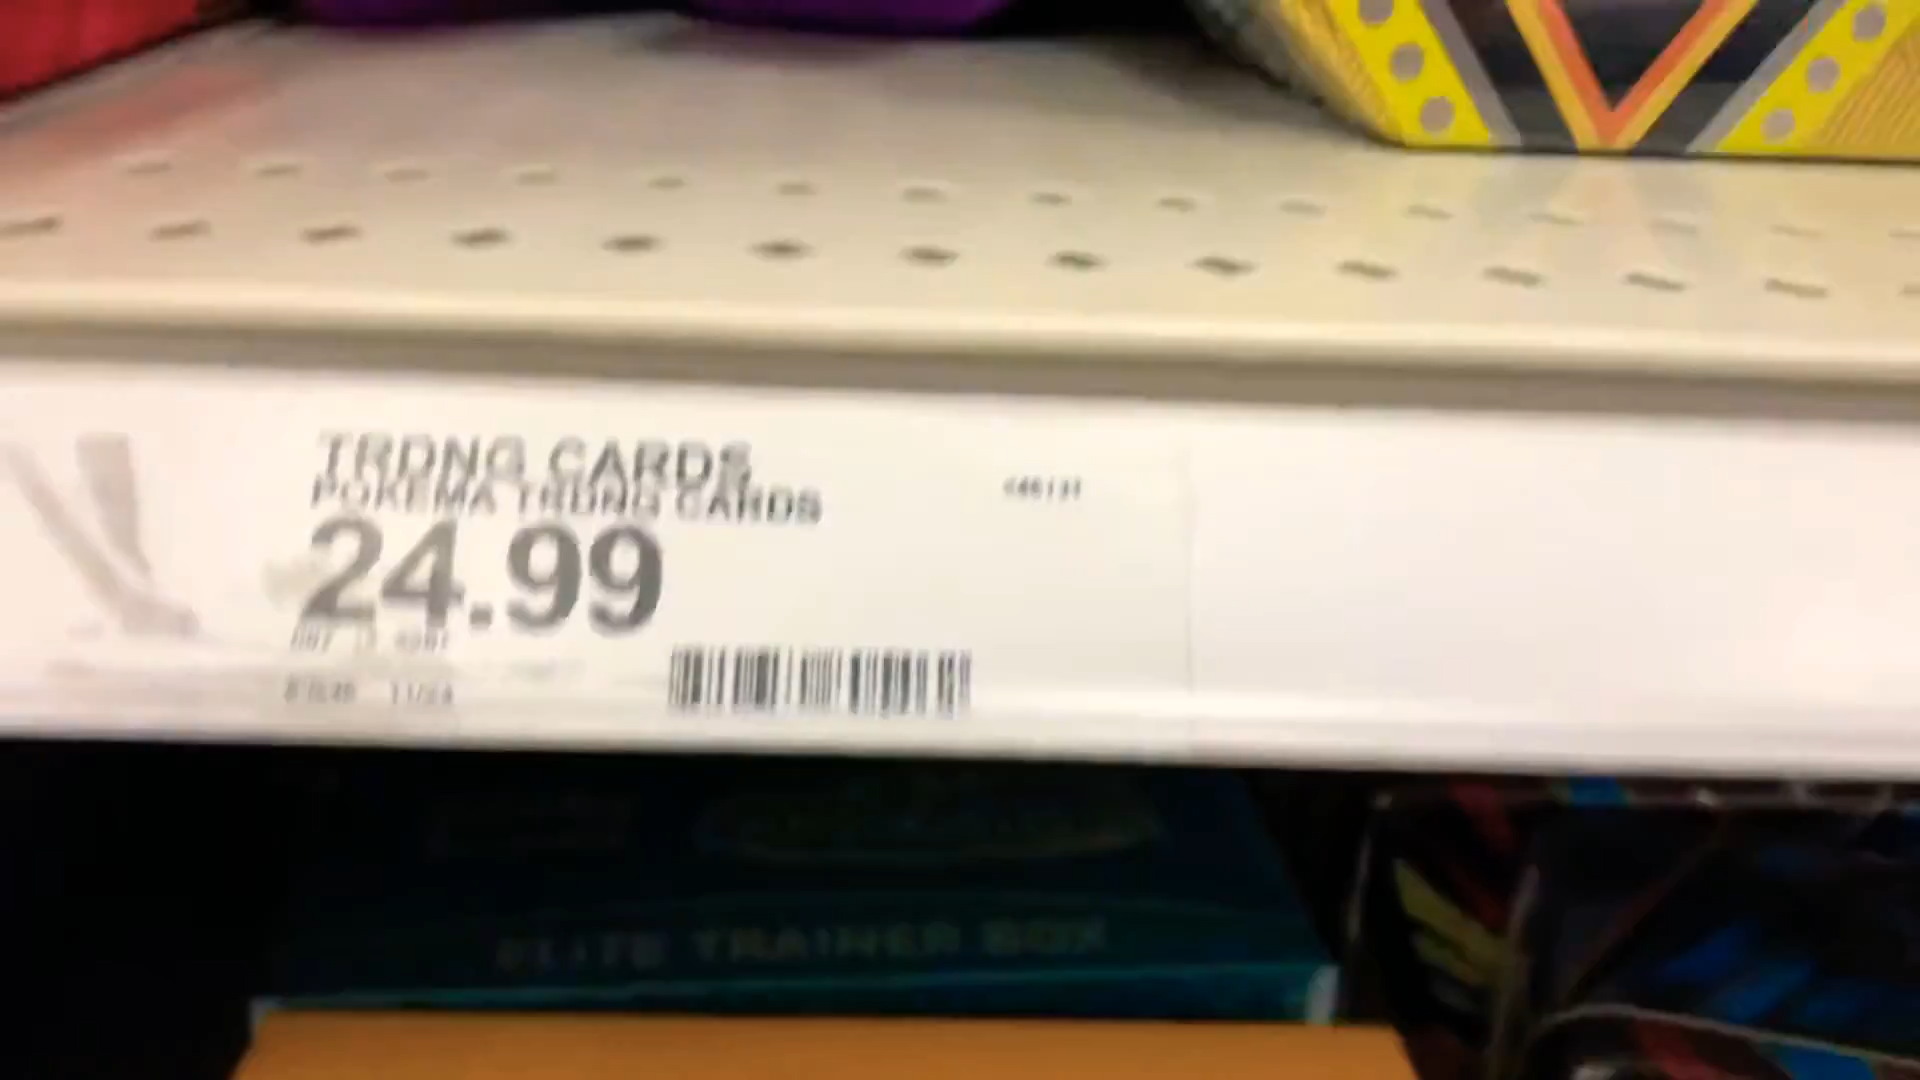 TRDNG CARDS
POKEMA TRDNG CARDS
24.99
ELITE TRAINER BOX